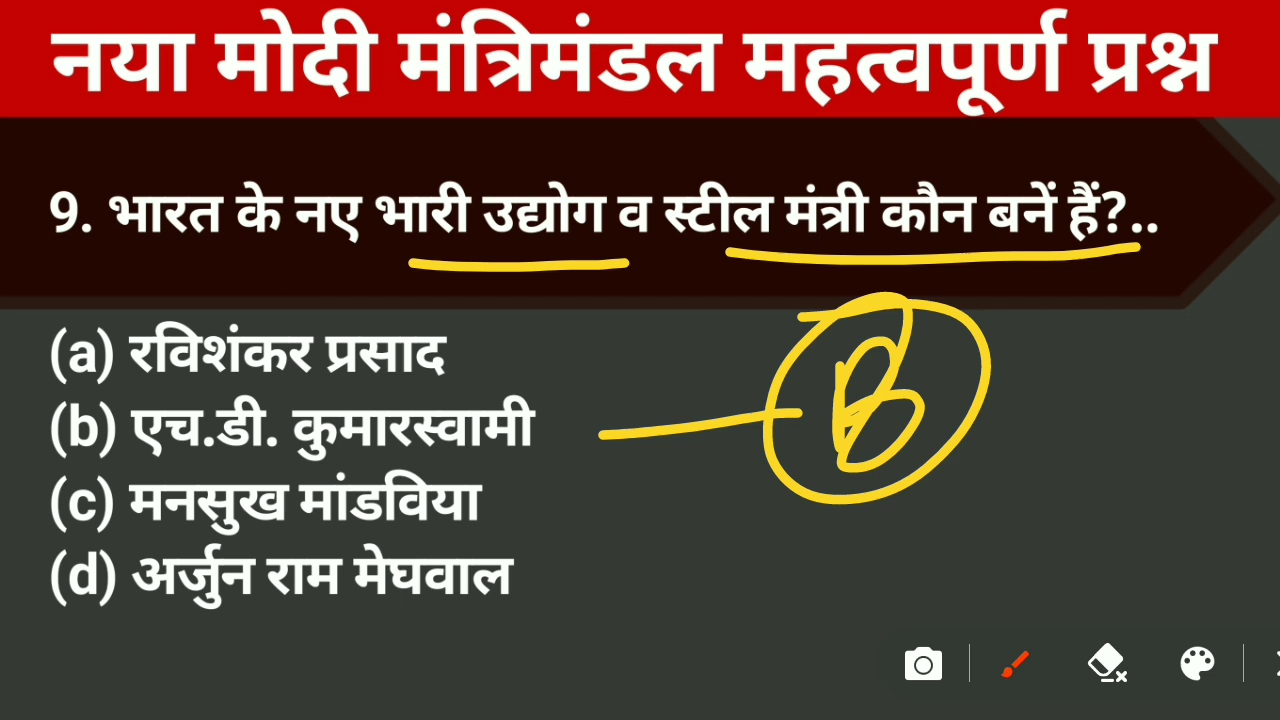 नया मोदी मंत्रिमंडल महत्वपूर्ण प्रश्न
9. भारत के नए भारी उद्योग व स्टील मंत्री कौन बनें हैं?..
(a) रविशंकर प्रसाद
(b) एच.डी. कुमारस्वामी
B
(c) मनसुख मांडविया
(d) अर्जुन राम मेघवाल